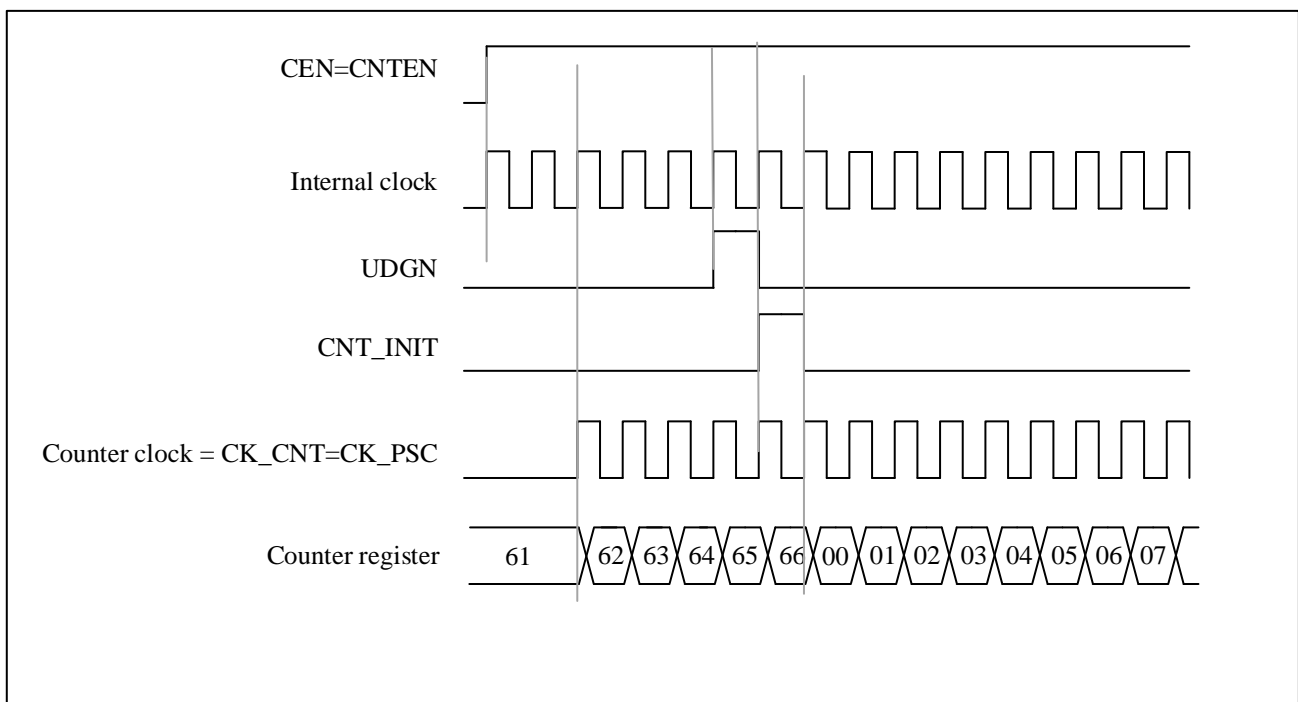 CEN=CNTEN
Internal clock
UDGN
CNT_INIT
Counter clock = CK_CNT=CK_PSC
Counter register 61 62 63 64 65 66 00 01 02 03 04 05 06 07